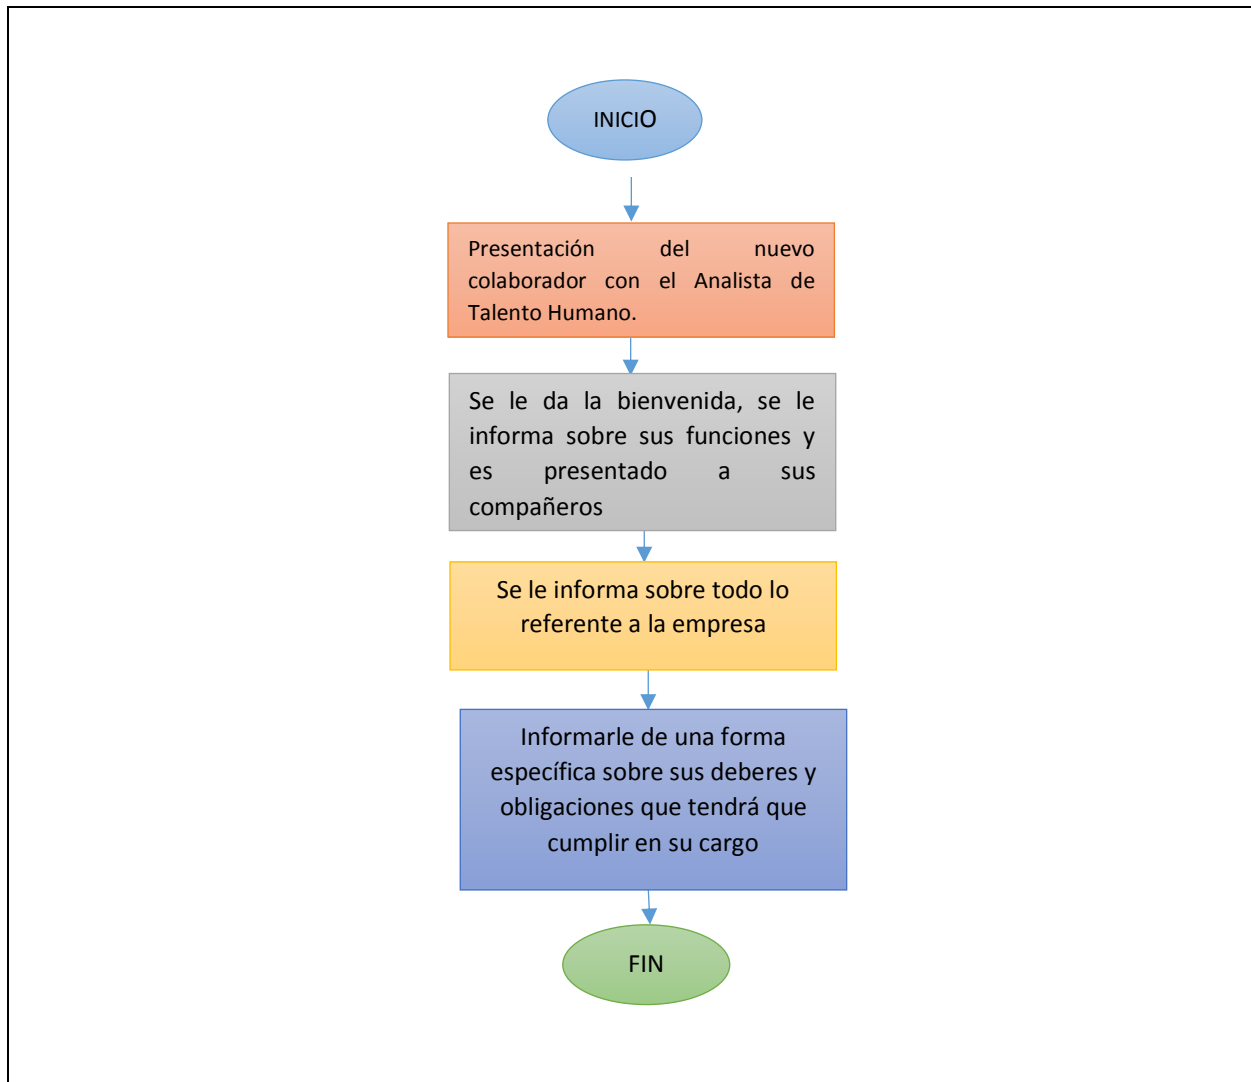 INICIO
Presentación del nuevo
colaborador con el Analista de
Talento Humano.
Se le da la bienvenida, se le
informa sobre sus funciones y
es presentado a sus
compañeros
Se le informa sobre todo lo
referente a la empresa
Informarle de una forma
específica sobre sus deberes y
obligaciones que tendrá que
cumplir en su cargo
FIN